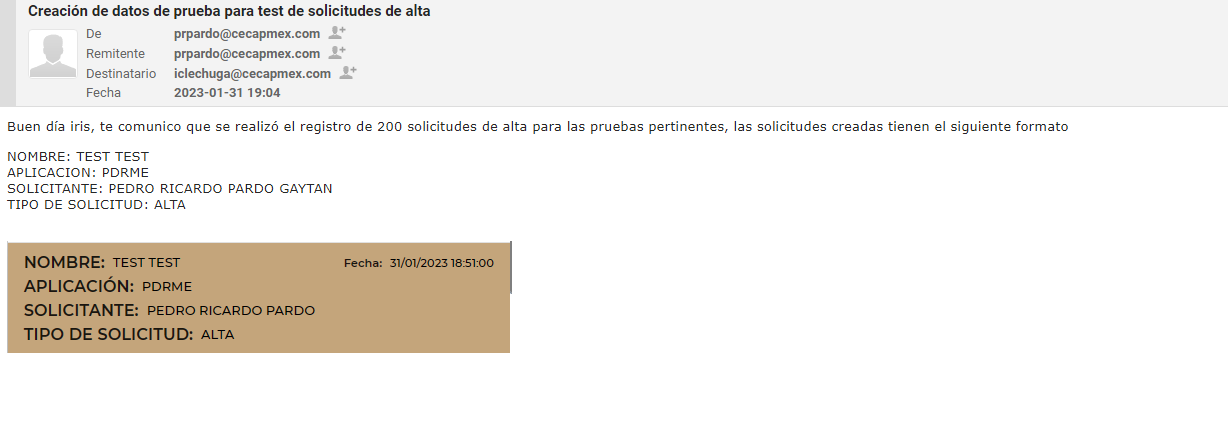 Creación de datos de prueba para test de solicitudes de alta
De prpardo@cecapmex.com
Remitente prpardo@cecapmex.com
Destinatario iclechuga@cecapmex.com
Fecha 2023-01-31 19:04
Buen día iris, te comunico que se realizó el registro de 200 solicitudes de alta para las pruebas pertinentes, las solicitudes creadas tienen el siguiente formato
NOMBRE: TEST TEST
APLICACION: PDRME
SOLICITANTE: PEDRO RICARDO PARDO GAYTAN
TIPO DE SOLICITUD: ALTA
NOMBRE: TEST TEST Fecha: 31/01/2023 18:51:00
APLICACIÓN: PDRME
SOLICITANTE: PEDRO RICARDO PARDO
TIPO DE SOLICITUD: ALTA